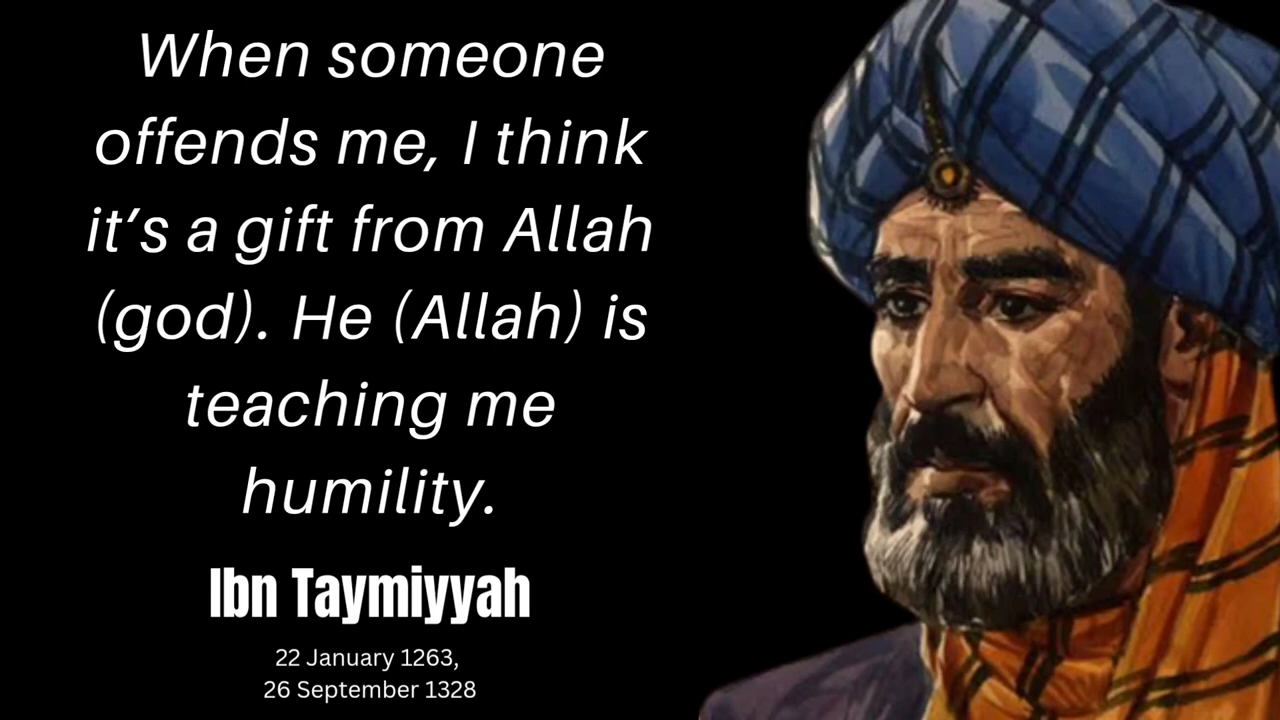 When someone
offends me, I think
it’s a gift from Allah
(god). He (Allah) is
teaching me
humility.
Ibn Taymiyyah
22 January 1263,
26 September 1328